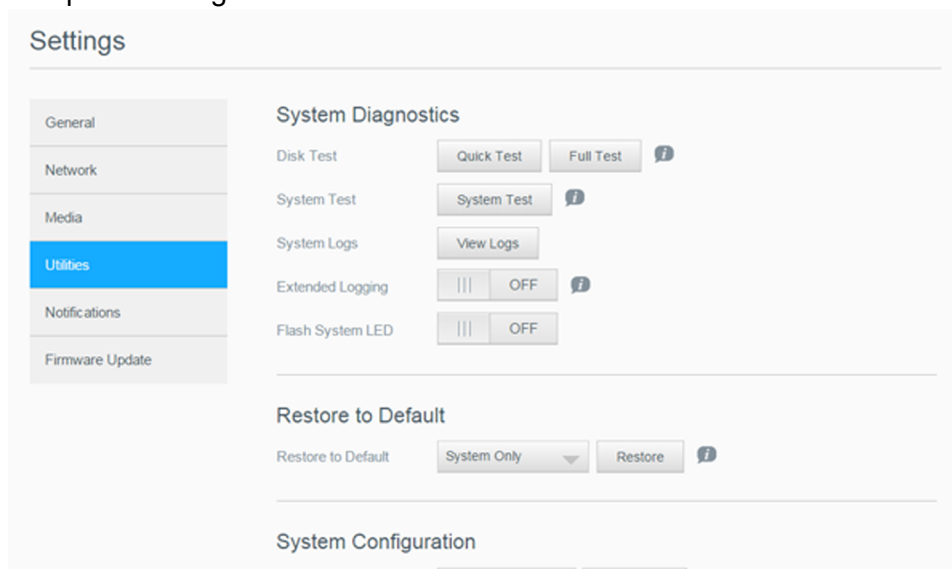 Settings
General
Network
Media
Utilities
Notifications
Firmware Update
System Diagnostics
Disk Test Quick Test Full Test
System Test System Test
System Logs View Logs
Extended Logging OFF
Flash System LED OFF
Restore to Default
Restore to Default System Only Restore
System Configuration